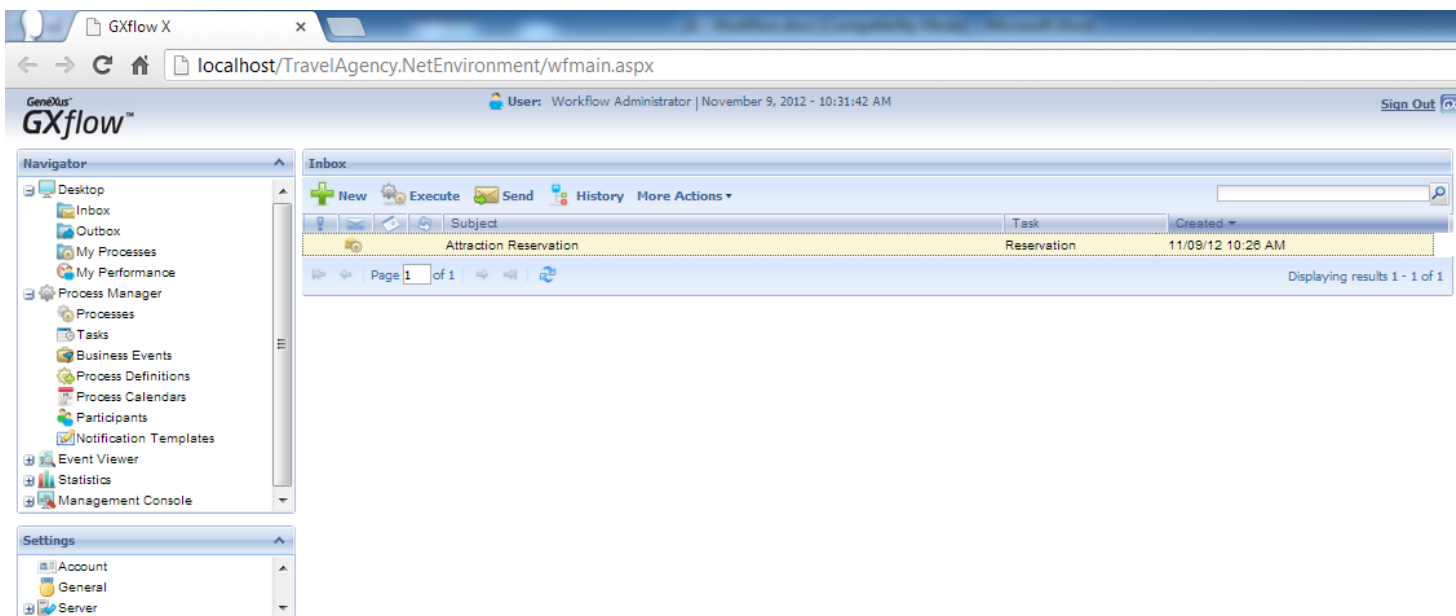 GXflow X
localhost/TravelAgency.NetEnvironment/wfmain.aspx
GeneXus™
GXflow™
User: Workflow Administrator | November 9, 2012 - 10:31:42 AM
Sign Out
Navigator
Desktop
Inbox
Outbox
My Processes
My Performance
Process Manager
Processes
Tasks
Business Events
Process Definitions
Process Calendars
Participants
Notification Templates
Event Viewer
Statistics
Management Console
Settings
Account
General
Server
Inbox
New Execute Send History More Actions
Subject Task Created
Attraction Reservation Reservation 11/09/12 10:26 AM
Page 1 of 1
Displaying results 1 - 1 of 1